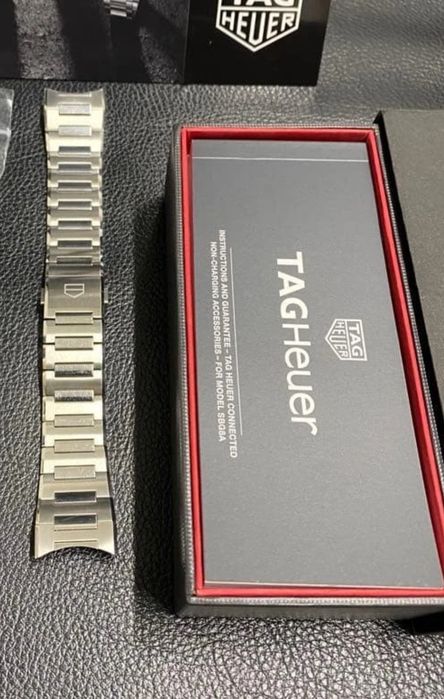 TAG
HEUER
TAG
HEUER
TAGHeuer
INSTRUCTIONS AND GUARANTEE – TAG HEUER CONNECTED
NON-CHARGING ACCESSORIES – FOR MODEL SBG8A